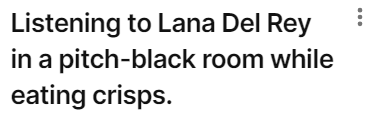 Listening to Lana Del Rey
in a pitch-black room while
eating crisps.